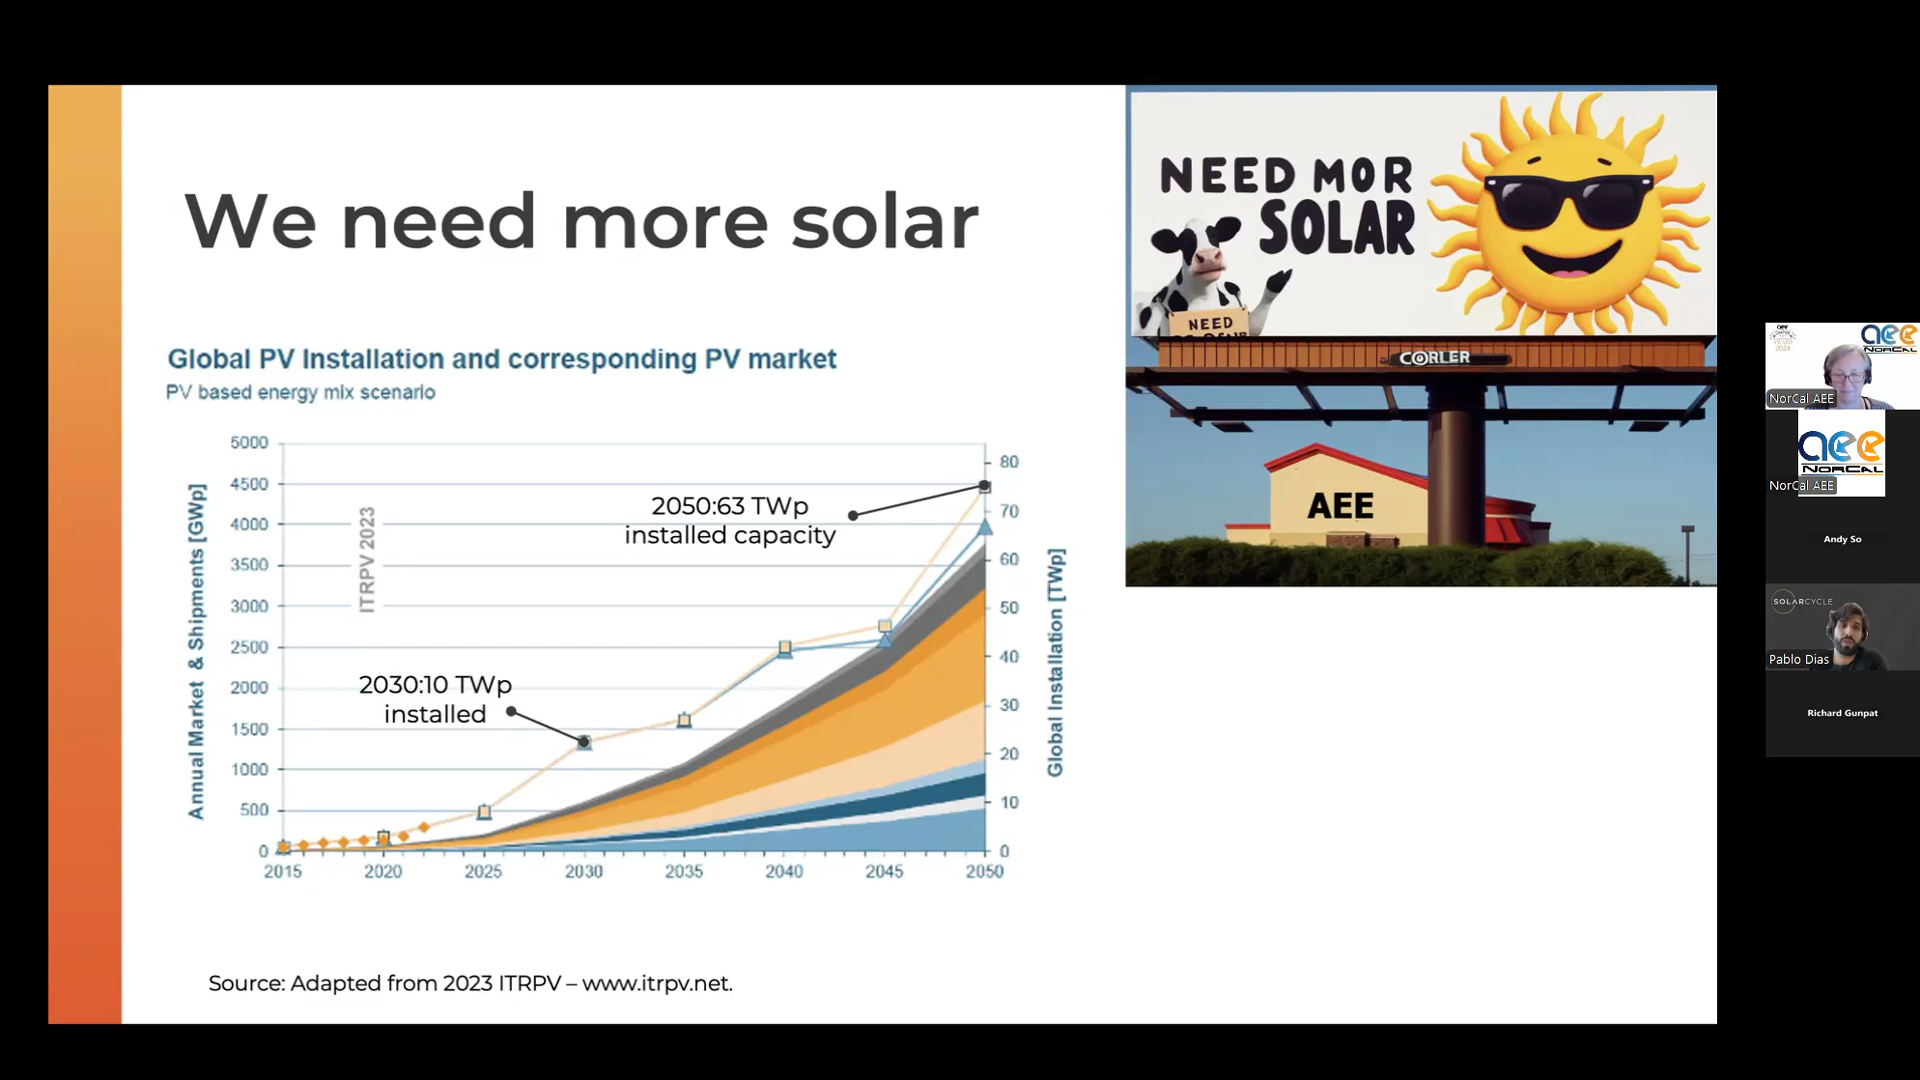 We need more solar
Global PV Installation and corresponding PV market
PV based energy mix scenario
Annual Market & Shipments [GWp]
5000
4500
4000
3500
3000
2500
2000
1500
1000
500
0
ITRPV 2023
2030:10 TWp
installed
2050:63 TWp
installed capacity
80
70
60
50
40
30
20
10
0
Global Installation [TWp]
2015
2020
2025
2030
2035
2040
2045
2050
Source: Adapted from 2023 ITRPV – www.itrpv.net.
NEED MOR
SOLAR
NEED
CORLER
AEE
aee
NORCAL
NorCal AEE
aee
NORCAL
NorCal AEE
Andy So
SOLARCYCLE
Pablo Dias
Richard Gunpat